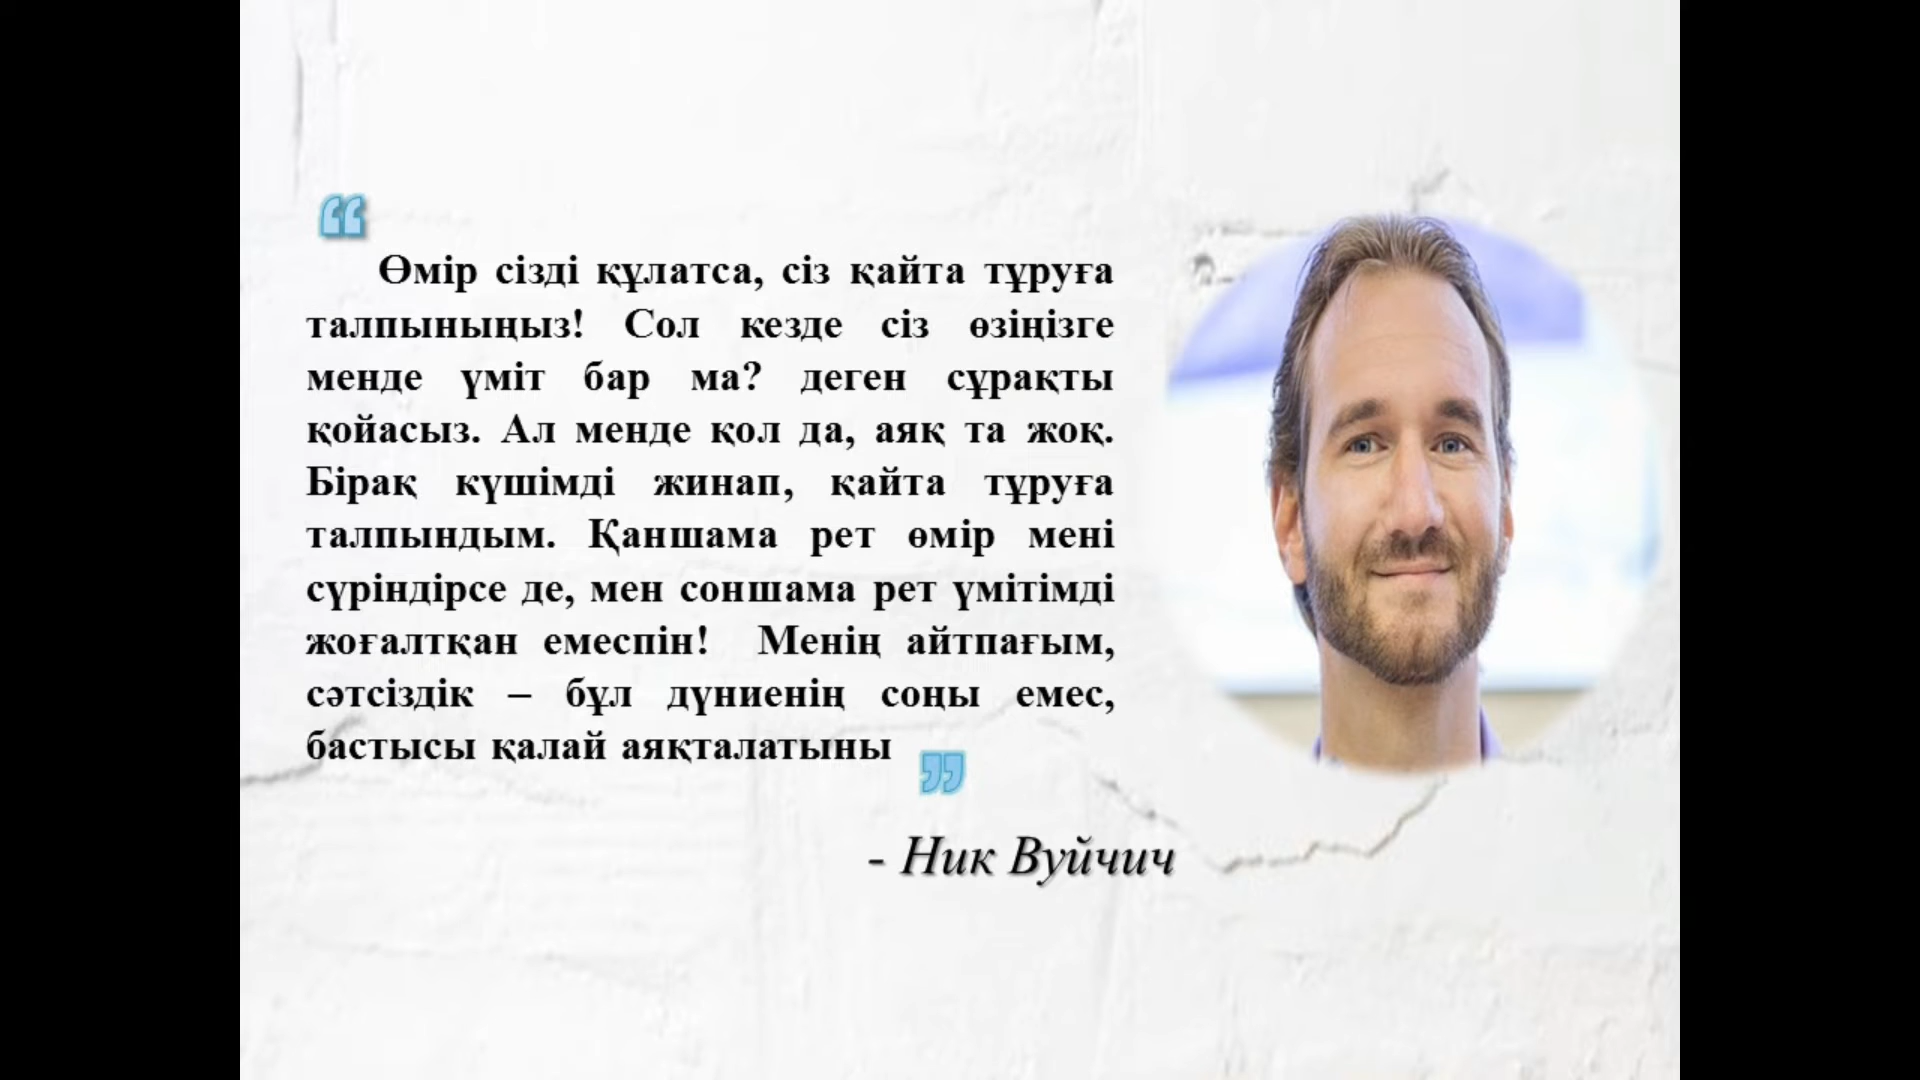 “
Өмір сізді құлатса, сіз қайта тұруға
талпыныңыз! Сол кезде сіз өзіңізге
менде үміт бар ма? деген сұрақты
қойасыз. Ал менде қол да, аяқ та жоқ.
Бірақ күшімді жинап, қайта тұруға
талпындым. Қаншама рет өмір мені
сүріндірсе де, мен соншама рет үмітімді
жоғалтқан емеспін! Менің айтпағым,
сәтсіздік – бұл дүниенің соңы емес,
бастысы қалай аяқталатыны ”
- Ник Вуйчич